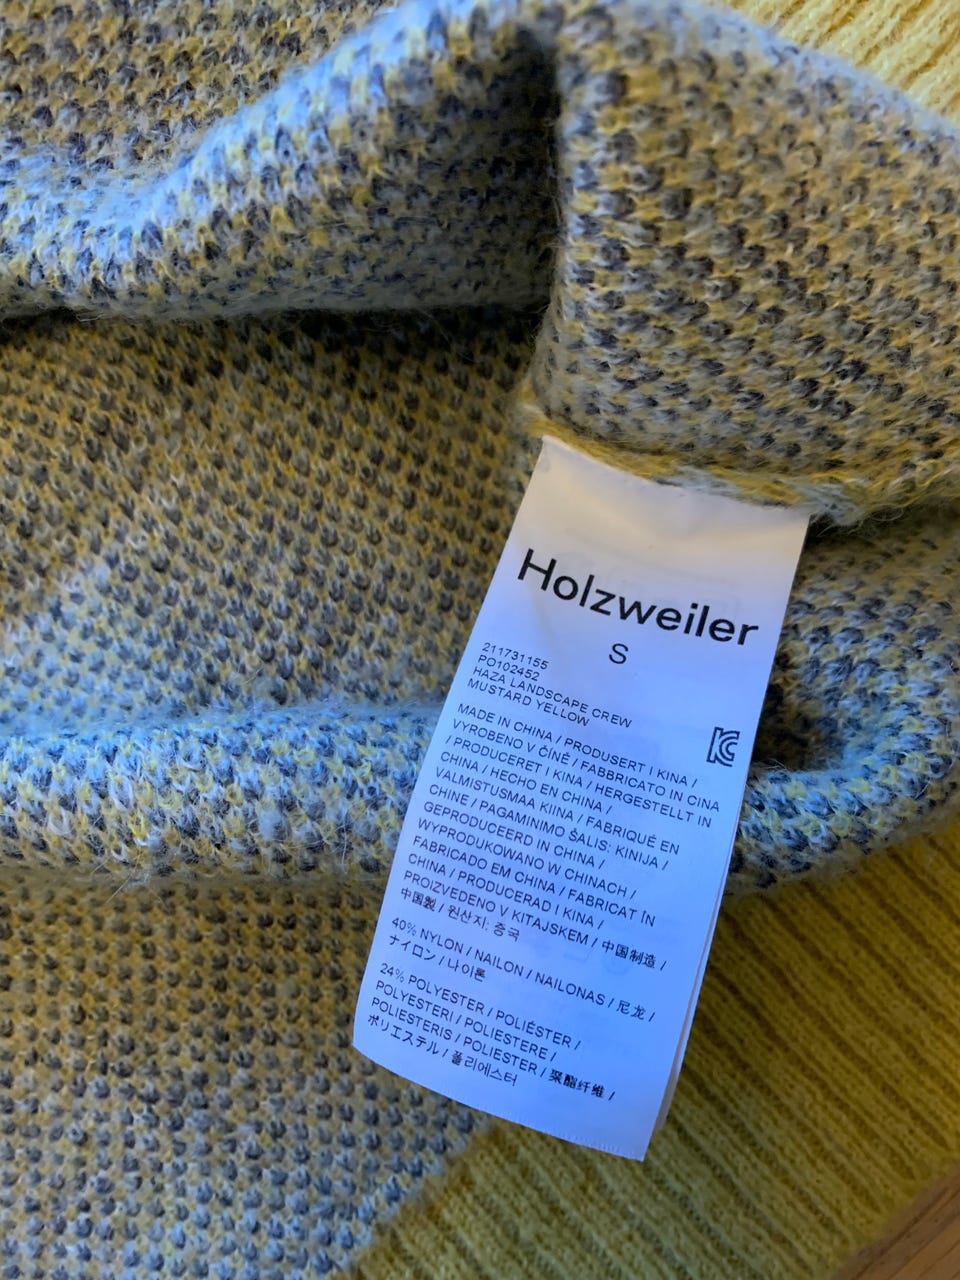 Holzweiler
S
211731155
PO102452
HAZA LANDSCAPE CREW
MUSTARD YELLOW
MADE IN CHINA / PRODUSERT I KINA /
VYROBENO V ČÍNĚ / FABBRICATO IN CINA
/ PRODUCERET I KINA / HERGESTELLT IN
CHINA / HECHO EN CHINA /
VALMISTUSMAA KIINA / FABRIQUÉ EN
CHINE / PAGAMINIMO ŠALIS: KINIJA /
GEPRODUCEERD IN CHINA /
WYPRODUKOWANO W CHINACH /
FABRICADO EM CHINA / FABRICAT ÎN
CHINA / PRODUCERAD I KINA /
PROIZVEDENO V KITAJSKEM / 中国制造 /
中国製 / 원산지: 중국
40% NYLON / NAILON / NAILONAS / 尼龙 /
ナイロン / 나이론
24% POLYESTER / POLIÉSTER /
POLYESTERI / POLIESTERE /
POLIESTERIS / POLIESTER / 聚酯纤维 /
ポリエステル / 폴리에스터